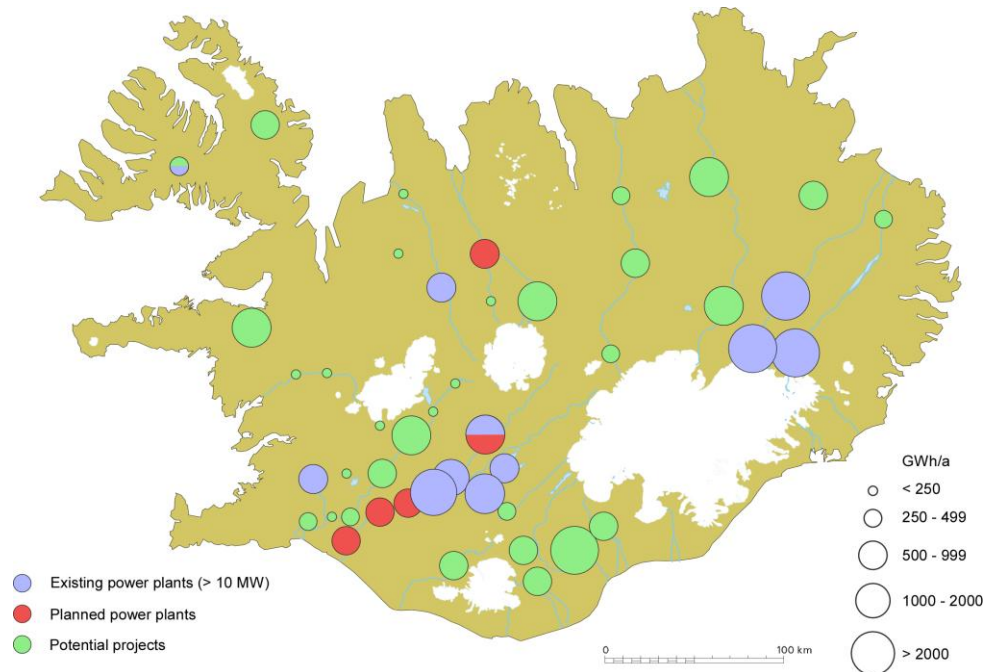 GWh/a
< 250
250 - 499
500 - 999
1000 - 2000
> 2000
Existing power plants (> 10 MW)
Planned power plants
Potential projects
0
100 km